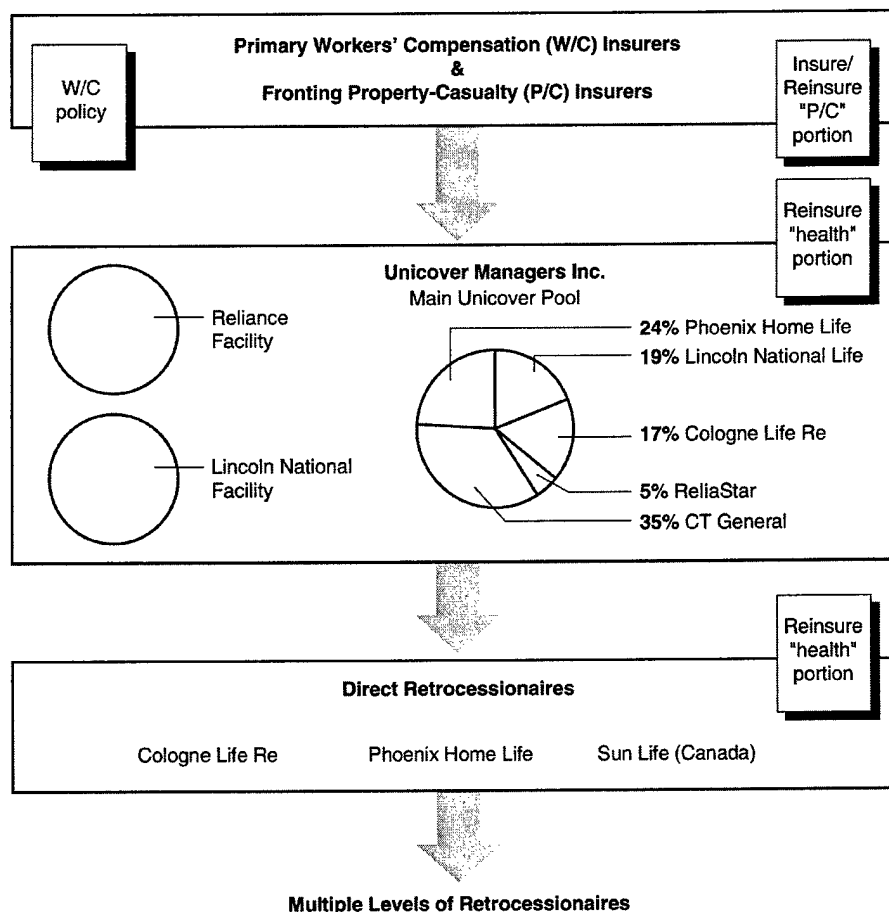 Primary Workers' Compensation (W/C) Insurers
&
Fronting Property-Casualty (P/C) Insurers
W/C
policy
Insure/
Reinsure
"P/C"
portion
Reinsure
"health"
portion
Unicover Managers Inc.
Main Unicover Pool
Reliance
Facility
Lincoln National
Facility
24% Phoenix Home Life
19% Lincoln National Life
17% Cologne Life Re
5% ReliaStar
35% CT General
Reinsure
"health"
portion
Direct Retrocessionaires
Cologne Life Re Phoenix Home Life Sun Life (Canada)
Multiple Levels of Retrocessionaires